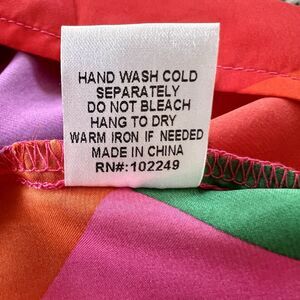 HAND WASH COLD
SEPARATELY
DO NOT BLEACH
HANG TO DRY
WARM IRON IF NEEDED
MADE IN CHINA
RN#:102249